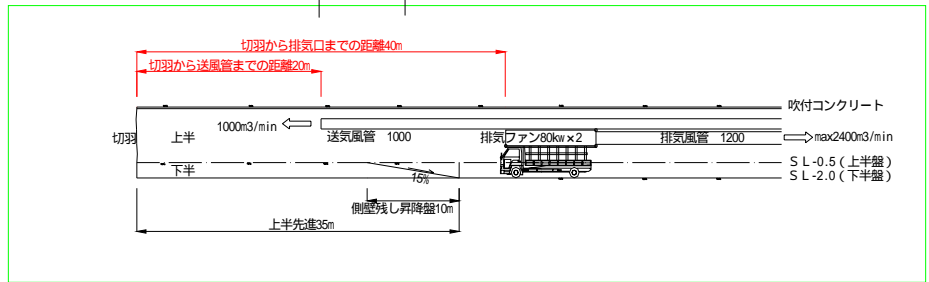 切羽から排気口までの距離40m
切羽から送風管までの距離20m
吹付コンクリート
1000m3/min
切羽
上半
送気風管 1000
排気ファン80kw×2
排気風管 1200
max2400m3/min
下半
15%
SL-0.5(上半盤)
SL-2.0(下半盤)
側壁残し昇降盤10m
上半先進35m